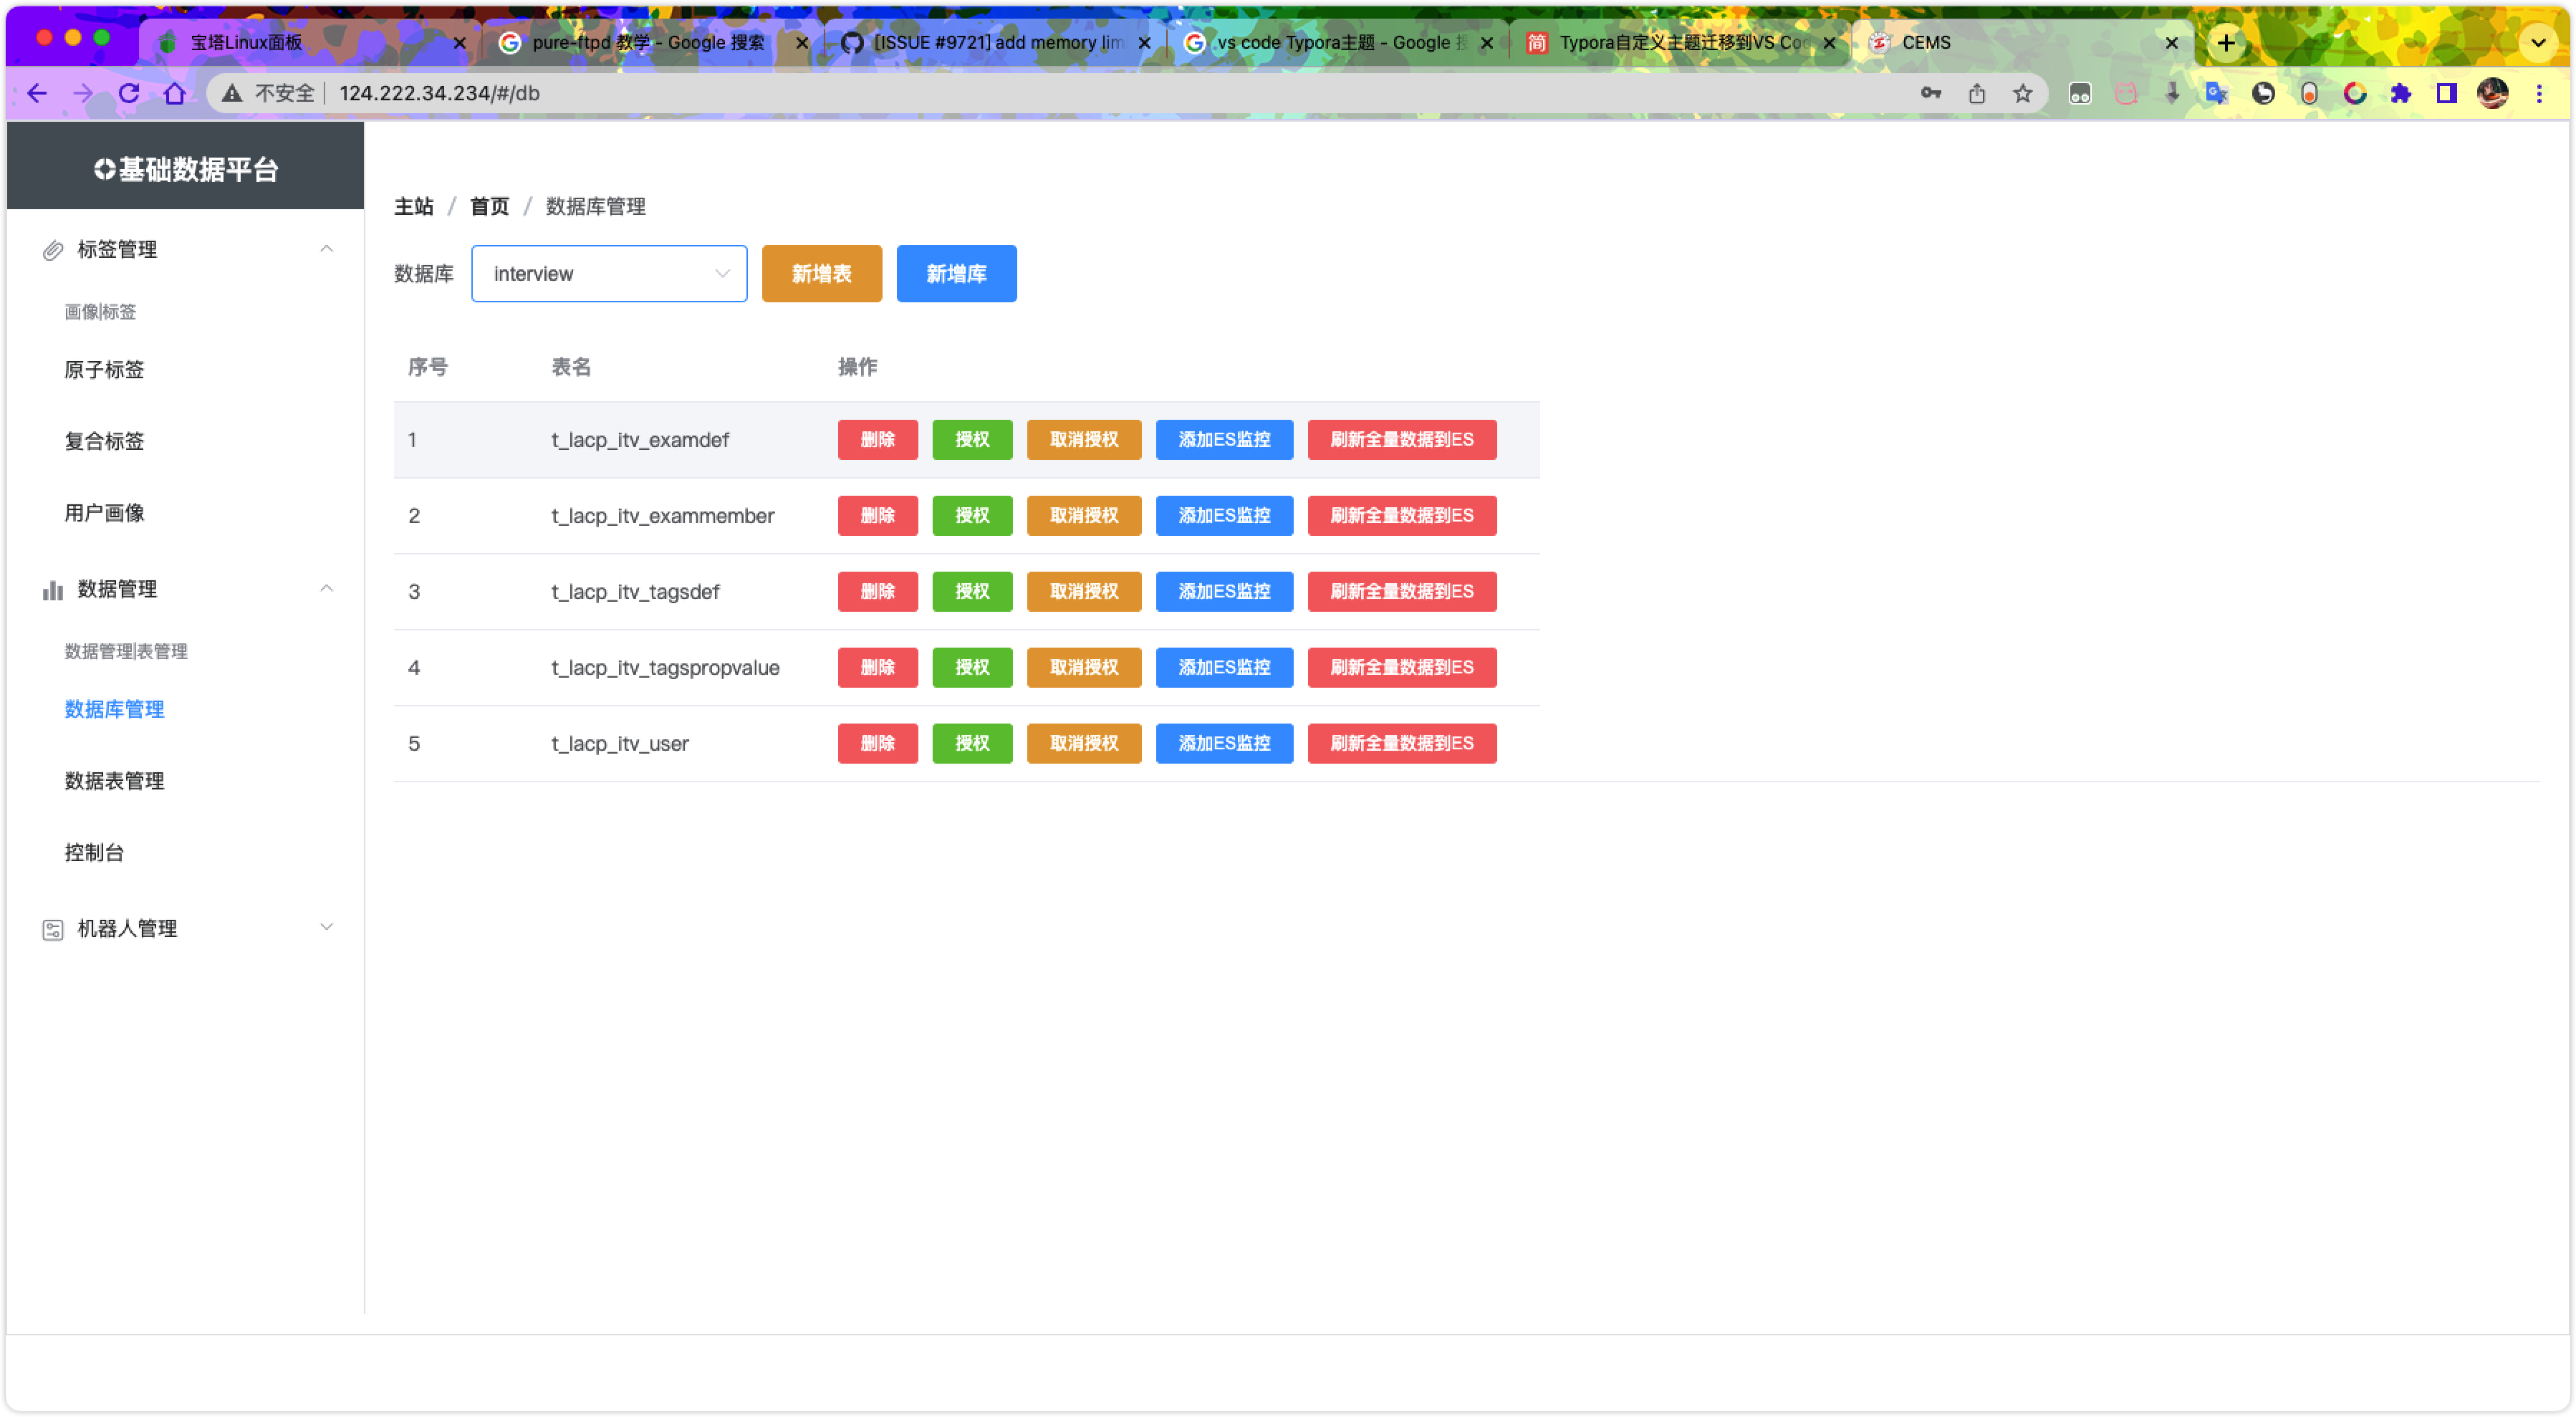 宝塔Linux面板
pure-ftpd 教学 - Google 搜索
[ISSUE #9721] add memory lim
vs code Typora主题 - Google 搜
简 Typora自定义主题迁移到VS Cod
CEMS
不安全 124.222.34.234/#/db
基础数据平台
标签管理
画像|标签
原子标签
复合标签
用户画像
数据管理
数据管理|表管理
数据库管理
数据表管理
控制台
机器人管理
主站 / 首页 / 数据库管理
数据库 interview 新增表 新增库
序号 表名 操作
1 t_lacp_itv_examdef 删除 授权 取消授权 添加ES监控 刷新全量数据到ES
2 t_lacp_itv_exammember 删除 授权 取消授权 添加ES监控 刷新全量数据到ES
3 t_lacp_itv_tagsdef 删除 授权 取消授权 添加ES监控 刷新全量数据到ES
4 t_lacp_itv_tagspropvalue 删除 授权 取消授权 添加ES监控 刷新全量数据到ES
5 t_lacp_itv_user 删除 授权 取消授权 添加ES监控 刷新全量数据到ES